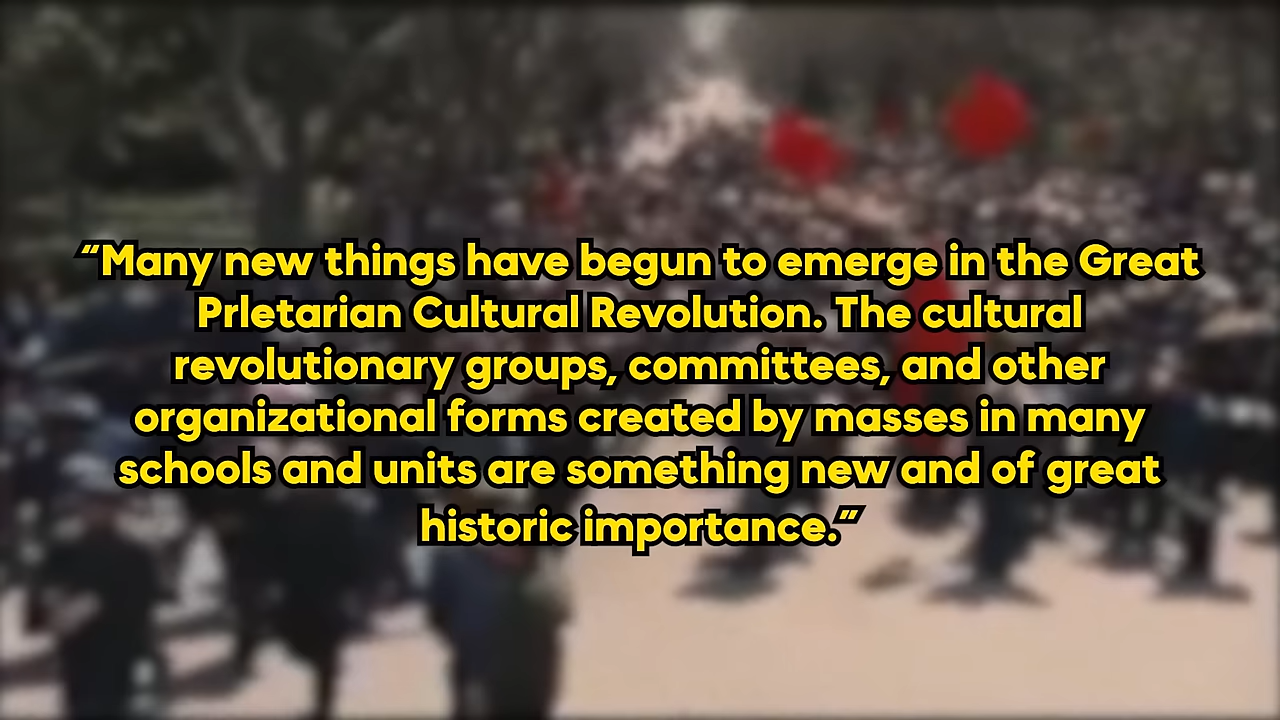 “Many new things have begun to emerge in the Great
Prletarian Cultural Revolution. The cultural
revolutionary groups, committees, and other
organizational forms created by masses in many
schools and units are something new and of great
historic importance.”